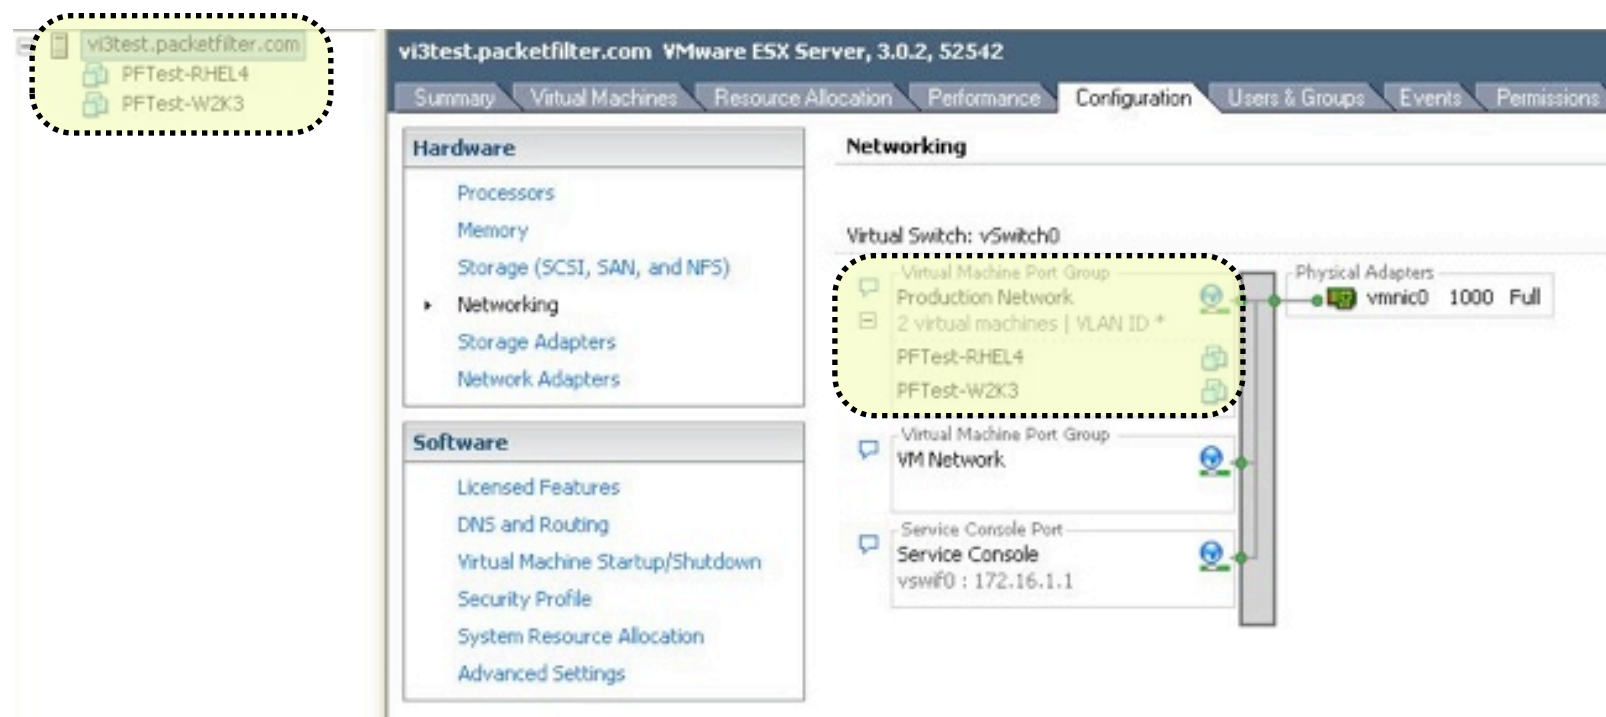 vi3test.packetfilter.com
PFTest-RHEL4
PFTest-W2K3
vi3test.packetfilter.com VMware ESX Server, 3.0.2, 52542
Summary Virtual Machines Resource Allocation Performance Configuration Users & Groups Events Permissions
Hardware
Processors
Memory
Storage (SCSI, SAN, and NFS)
Networking
Storage Adapters
Network Adapters
Software
Licensed Features
DNS and Routing
Virtual Machine Startup/Shutdown
Security Profile
System Resource Allocation
Advanced Settings
Networking
Virtual Switch: vSwitch0
Virtual Machine Port Group
Production Network
2 virtual machines | VLAN ID *
PFTest-RHEL4
PFTest-W2K3
Physical Adapters
vmnic0 1000 Full
Virtual Machine Port Group
VM Network
Service Console Port
Service Console
vswif0 : 172.16.1.1